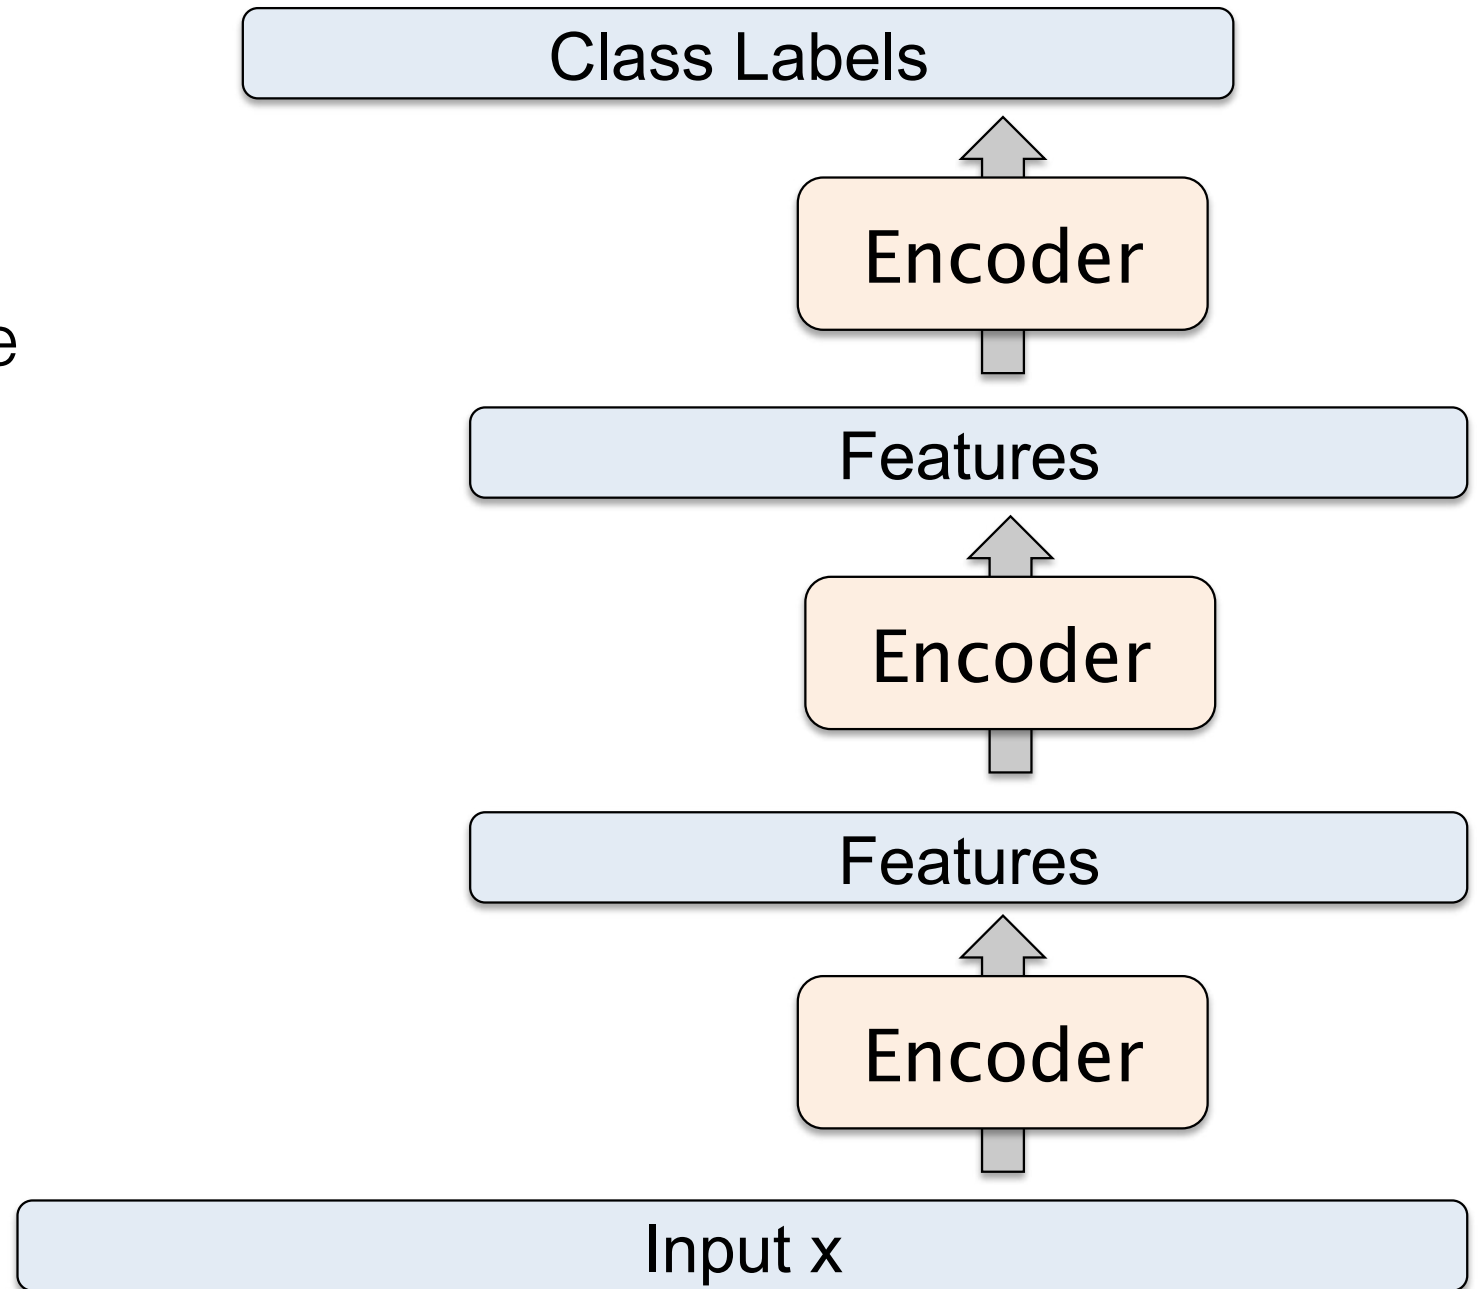 Class Labels
Encoder
e
Features
Encoder
Features
Encoder
Input x